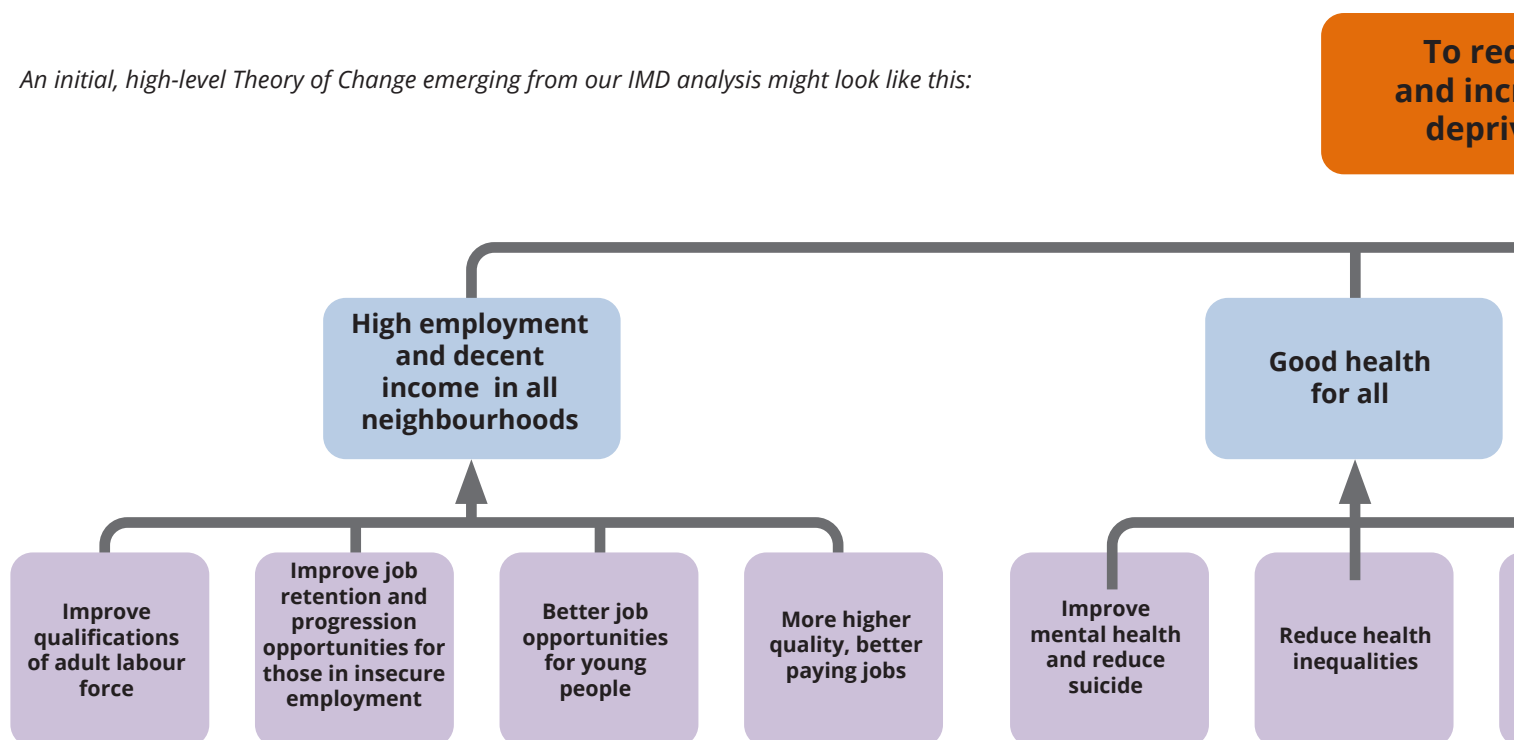 An initial, high-level Theory of Change emerging from our IMD analysis might look like this:
To
and
High employment
and decent
income in all
neighbourhoods
Good health
for all
Improve
qualifications
of adult labour
force
Improve job
retention and
progression
opportunities for
those in insecure
employment
Better job
opportunities
for young
people
More higher
quality, better
paying jobs
Improve
mental health
and reduce
suicide
Reduce health
inequalities